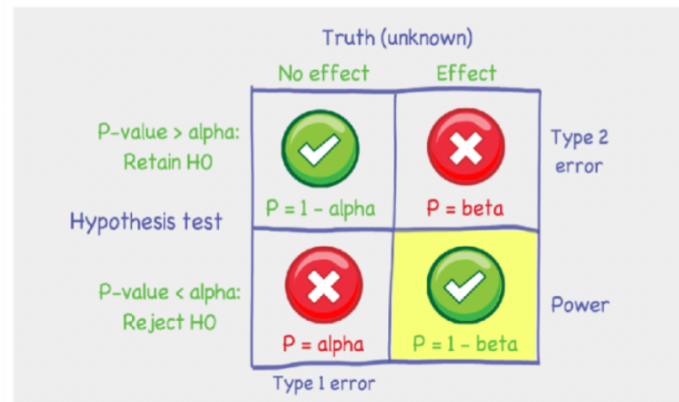 Truth (unknown)
No effect
Effect
P-value > alpha:
Retain H0
P = 1 - alpha
P = beta
Type 2
error
Hypothesis test
P-value < alpha:
Reject H0
P = alpha
P = 1 - beta
Power
Type 1 error